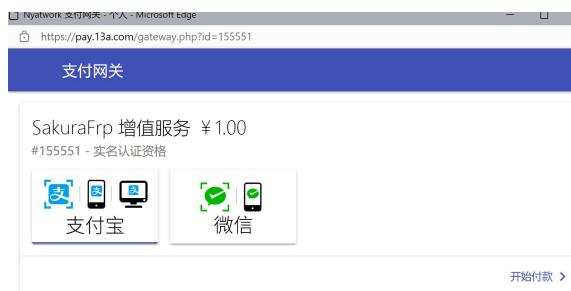 Nyatwork 支付网关 - 个人 - Microsoft Edge
https://pay.13a.com/gateway.php?id=155551
支付网关
SakuraFrp 增值服务 ￥1.00
#155551 - 实名认证资格
支付宝 微信
开始付款